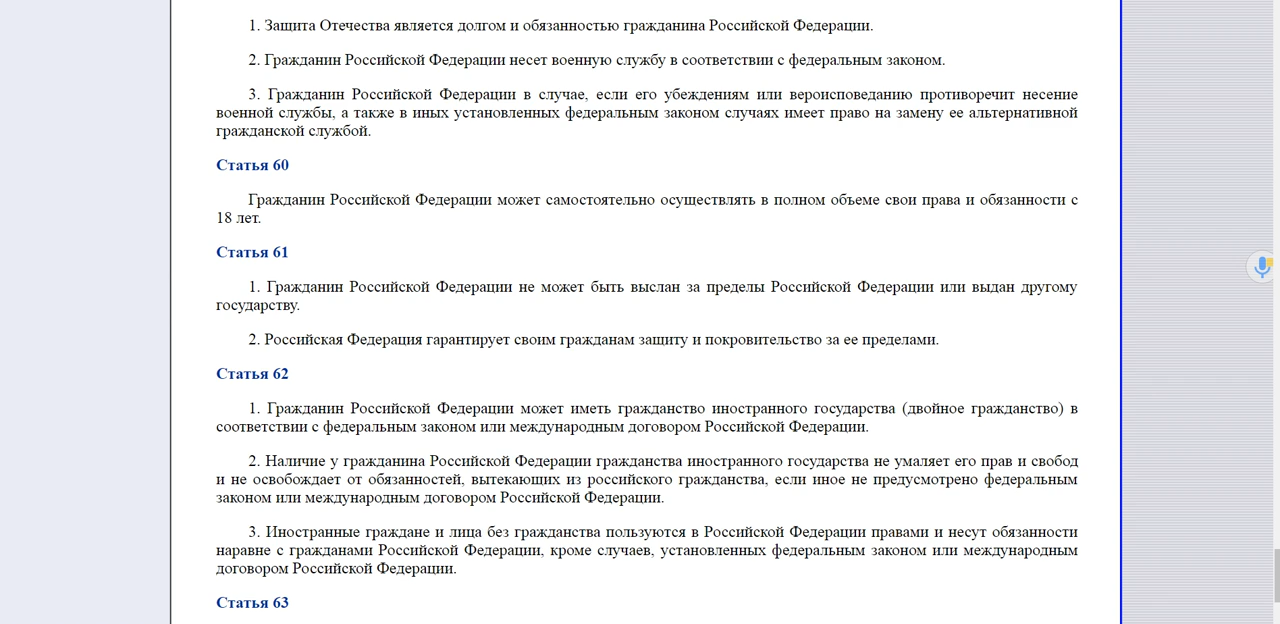 1. Защита Отечества является долгом и обязанностью гражданина Российской Федерации.
2. Гражданин Российской Федерации несет военную службу в соответствии с федеральным законом.
3. Гражданин Российской Федерации в случае, если его убеждениям или вероисповеданию противоречит несение
военной службы, а также в иных установленных федеральным законом случаях имеет право на замену ее альтернативной
гражданской службой.
Статья 60
Гражданин Российской Федерации может самостоятельно осуществлять в полном объеме свои права и обязанности с
18 лет.
Статья 61
1. Гражданин Российской Федерации не может быть выслан за пределы Российской Федерации или выдан другому
государству.
2. Российская Федерация гарантирует своим гражданам защиту и покровительство за ее пределами.
Статья 62
1. Гражданин Российской Федерации может иметь гражданство иностранного государства (двойное гражданство) в
соответствии с федеральным законом или международным договором Российской Федерации.
2. Наличие у гражданина Российской Федерации гражданства иностранного государства не умаляет его прав и свобод
и не освобождает от обязанностей, вытекающих из российского гражданства, если иное не предусмотрено федеральным
законом или международным договором Российской Федерации.
3. Иностранные граждане и лица без гражданства пользуются в Российской Федерации правами и несут обязанности
наравне с гражданами Российской Федерации, кроме случаев, установленных федеральным законом или международным
договором Российской Федерации.
Статья 63